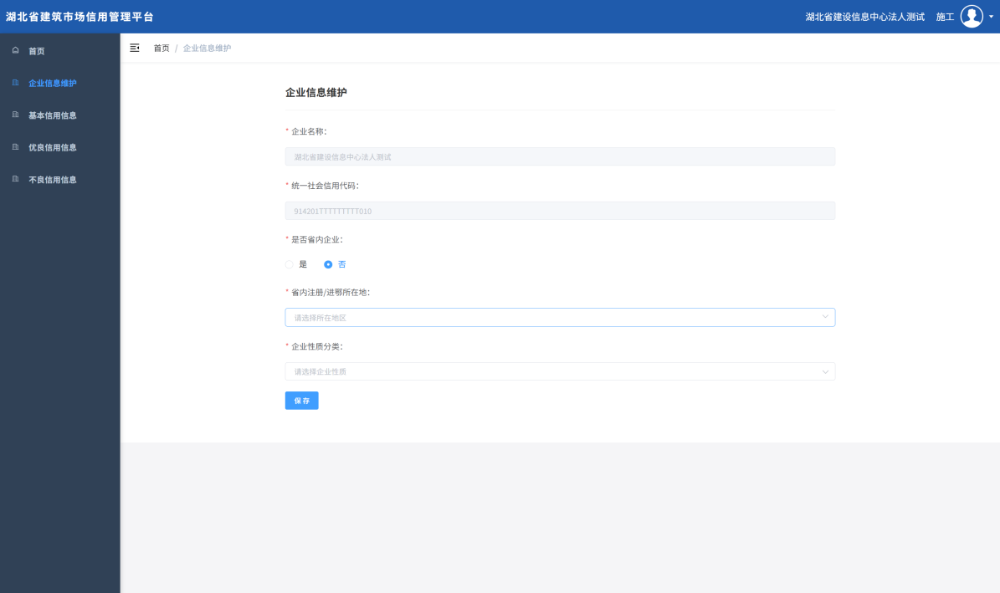 湖北省建筑市场信用管理平台
湖北省建设信息中心法人测试 施工
首页
企业信息维护
基本信用信息
优良信用信息
不良信用信息
首页 / 企业信息维护
企业信息维护
* 企业名称：
湖北省建设信息中心法人测试
* 统一社会信用代码：
914201TTTTTTTTT010
* 是否省内企业：
是 否
* 省内注册/进鄂所在地：
请选择所在地区
* 企业性质分类：
请选择企业性质
保存